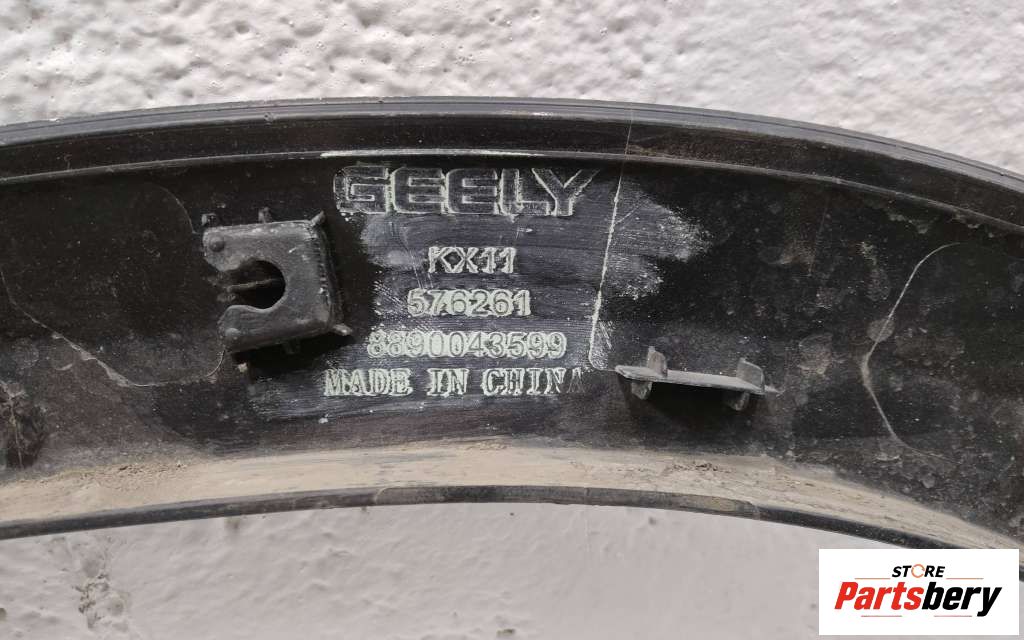 GEELY
KX11
576261
8890043599
MADE IN CHINA
STORE
Partsbery